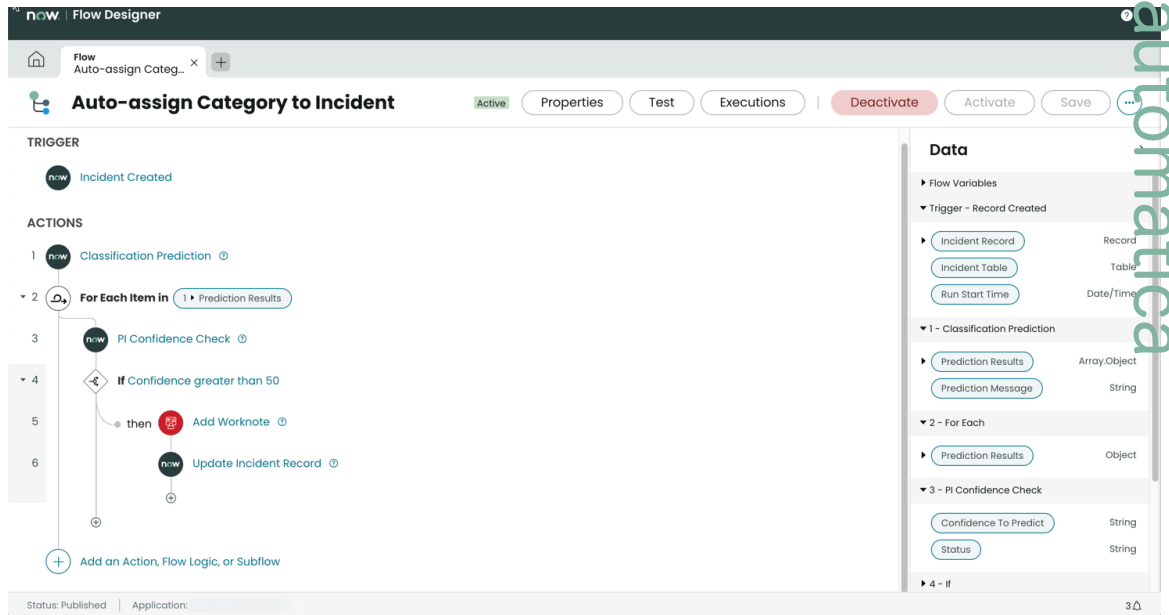 now. | Flow Designer
?
Flow
Auto-assign Categ... × +
Auto-assign Category to Incident
Active Properties Test Executions | Deactivate Activate Save ...
TRIGGER
now Incident Created
ACTIONS
1 now Classification Prediction ?
2 For Each Item in 1 ▸ Prediction Results
3 now PI Confidence Check ?
4 If Confidence greater than 50
5 then Add Worknote ?
6 now Update Incident Record ?
+ Add an Action, Flow Logic, or Subflow
Data
Flow Variables
Trigger - Record Created
Incident Record Record
Incident Table Table
Run Start Time Date/Time
1 - Classification Prediction
Prediction Results Array.Object
Prediction Message String
2 - For Each
Prediction Results Object
3 - PI Confidence Check
Confidence To Predict String
Status String
4 - If
Status: Published | Application:
3
automatica